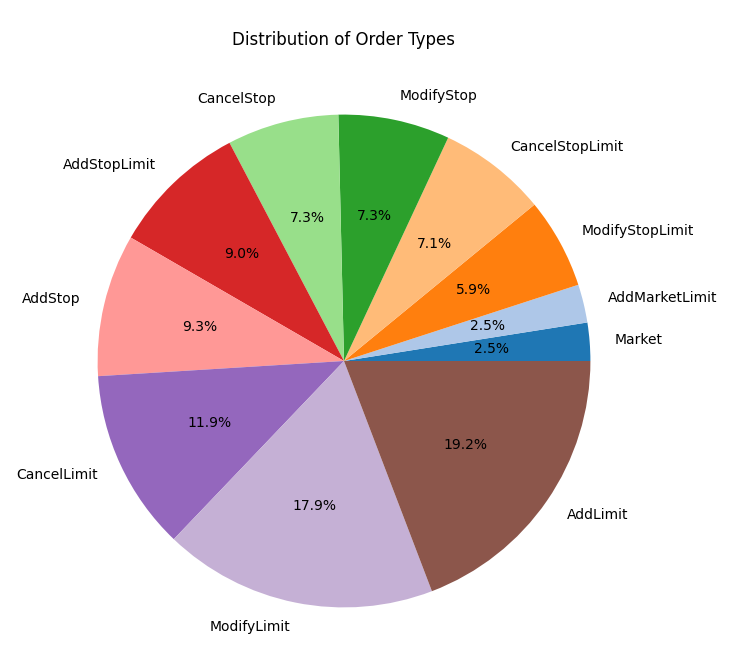 Distribution of Order Types
ModifyStop
CancelStop
CancelStopLimit
AddStopLimit
7.3%
7.3%
ModifyStopLimit
7.1%
9.0%
5.9%
AddMarketLimit
AddStop
2.5%
9.3%
Market
2.5%
11.9%
19.2%
CancelLimit
17.9%
AddLimit
ModifyLimit